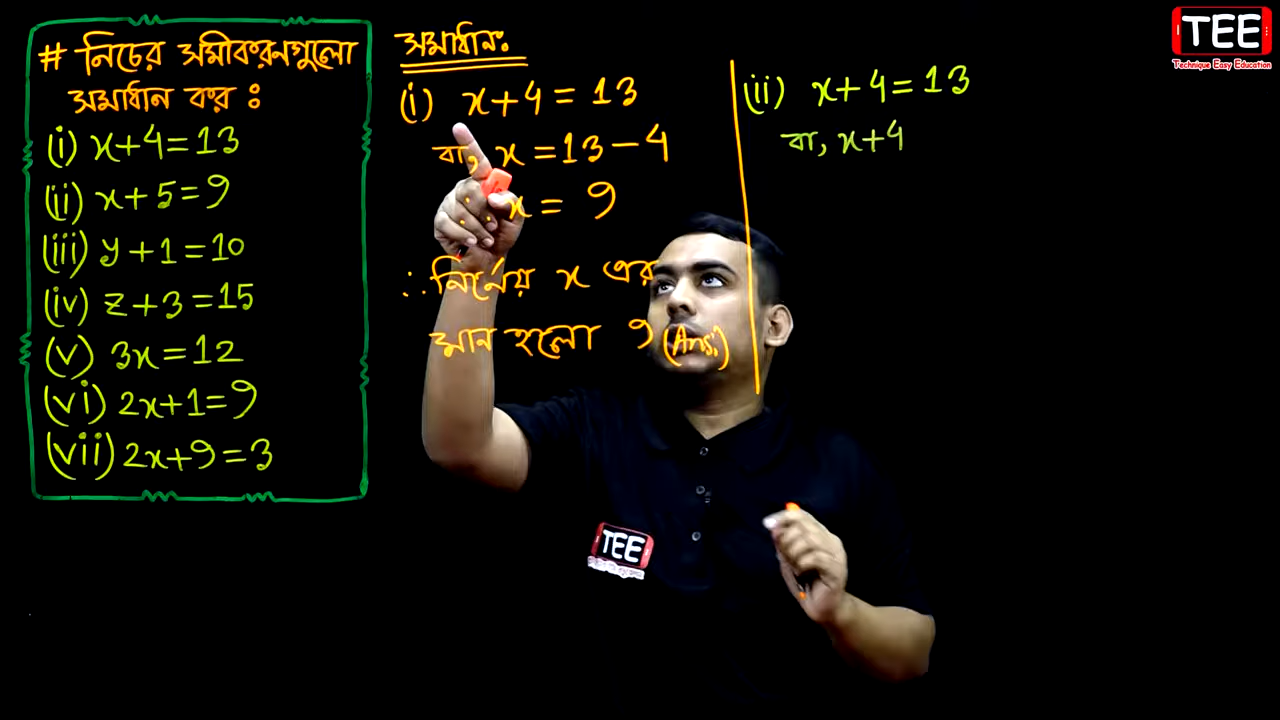 # নিচের সমীকরনগুলো
সমাধান কর ঃ
(i) x+4=13
(ii) x+5=9
(iii) y+1=10
(iv) z+3=15
(v) 3x=12
(vi) 2x+1=9
(vii) 2x+9=3
সমাধানঃ
(i) x+4=13
বা, x=13-4
∴ x=9
∴ নির্নেয় x এর
মান হলো 9 (Ans:)
(ii) x+4=13
বা, x+4
TEE
Technique Easy Education
TEE